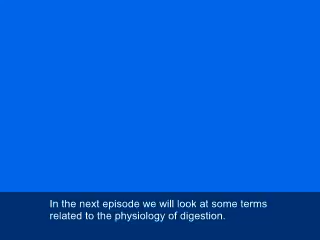 In the next episode we will look at some terms
related to the physiology of digestion.